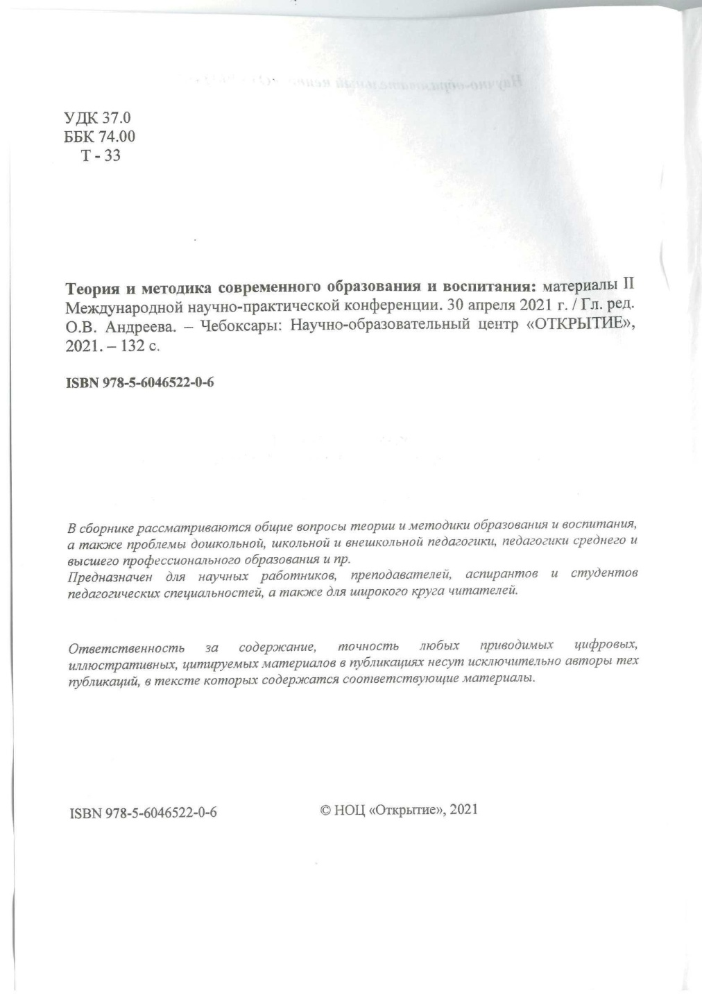 УДК 37.0
ББК 74.00
Т - 33
Теория и методика современного образования и воспитания: материалы II
Международной научно-практической конференции. 30 апреля 2021 г. / Гл. ред.
О.В. Андреева. – Чебоксары: Научно-образовательный центр «ОТКРЫТИЕ»,
2021. – 132 с.
ISBN 978-5-6046522-0-6
В сборнике рассматриваются общие вопросы теории и методики образования и воспитания,
а также проблемы дошкольной, школьной и внешкольной педагогики, педагогики среднего и
высшего профессионального образования и пр.
Предназначен для научных работников, преподавателей, аспирантов и студентов
педагогических специальностей, а также для широкого круга читателей.
Ответственность за содержание, точность любых приводимых цифровых,
иллюстративных, цитируемых материалов в публикациях несут исключительно авторы тех
публикаций, в тексте которых содержатся соответствующие материалы.
ISBN 978-5-6046522-0-6 © НОЦ «Открытие», 2021